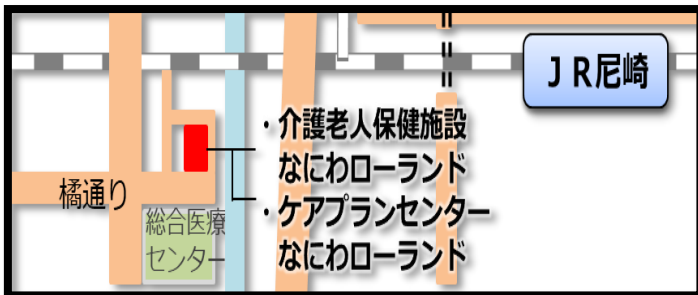 JR尼崎
・介護老人保健施設
なにわローランド
・ケアプランセンター
なにわローランド
橘通り
総合医療
センター